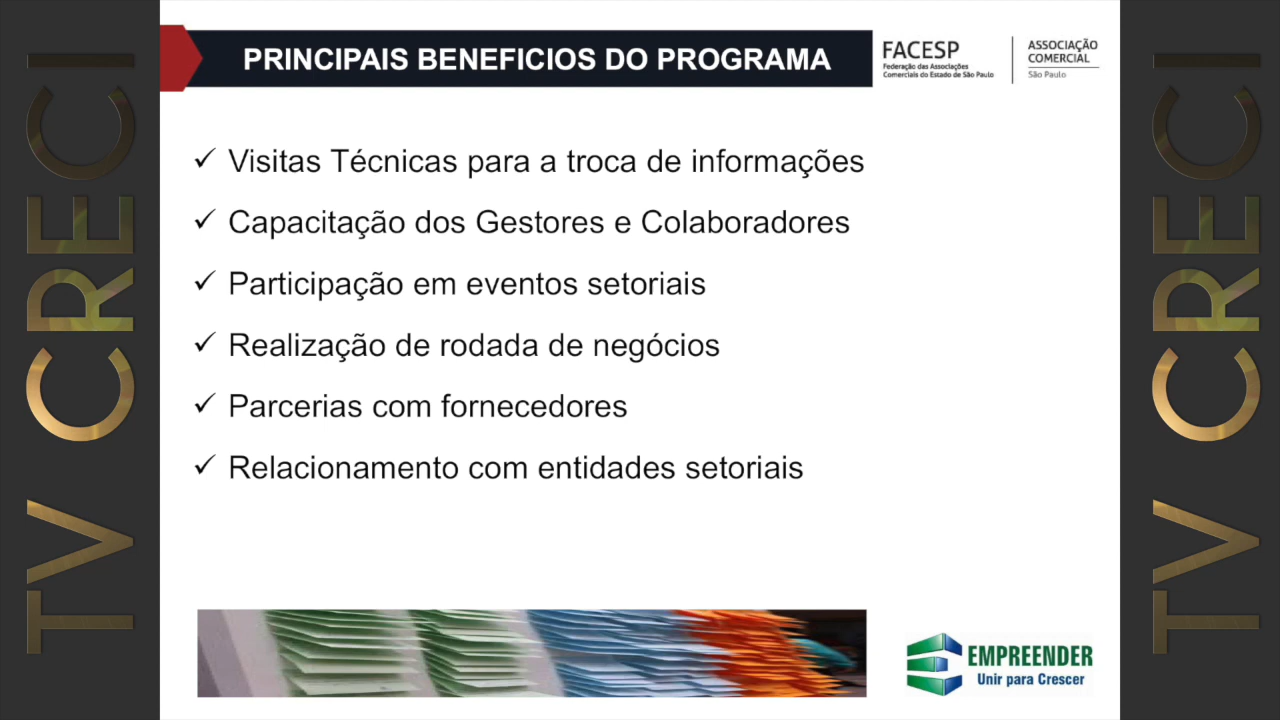 TV CRECI
PRINCIPAIS BENEFICIOS DO PROGRAMA
FACESP
Federação das Associações
Comerciais do Estado de São Paulo
ASSOCIAÇÃO
COMERCIAL
São Paulo
✓ Visitas Técnicas para a troca de informações
✓ Capacitação dos Gestores e Colaboradores
✓ Participação em eventos setoriais
✓ Realização de rodada de negócios
✓ Parcerias com fornecedores
✓ Relacionamento com entidades setoriais
EMPREENDER
Unir para Crescer
TV CRECI